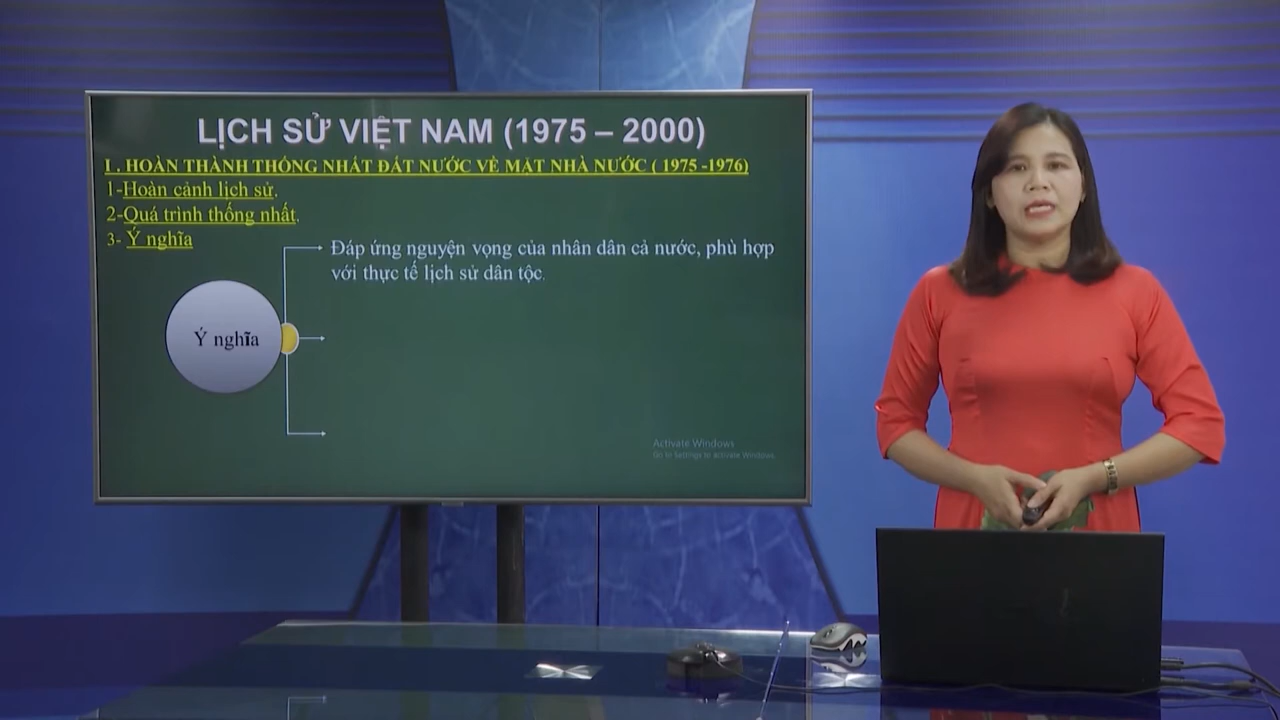 LỊCH SỬ VIỆT NAM (1975 – 2000)
I . HOÀN THÀNH THỐNG NHẤT ĐẤT NƯỚC VỀ MẶT NHÀ NƯỚC ( 1975 -1976)
1-Hoàn cảnh lịch sử.
2-Quá trình thống nhất.
3- Ý nghĩa
Đáp ứng nguyện vọng của nhân dân cả nước, phù hợp
với thực tế lịch sử dân tộc.
Ý nghĩa
Activate Windows
Go to Settings to activate Windows.